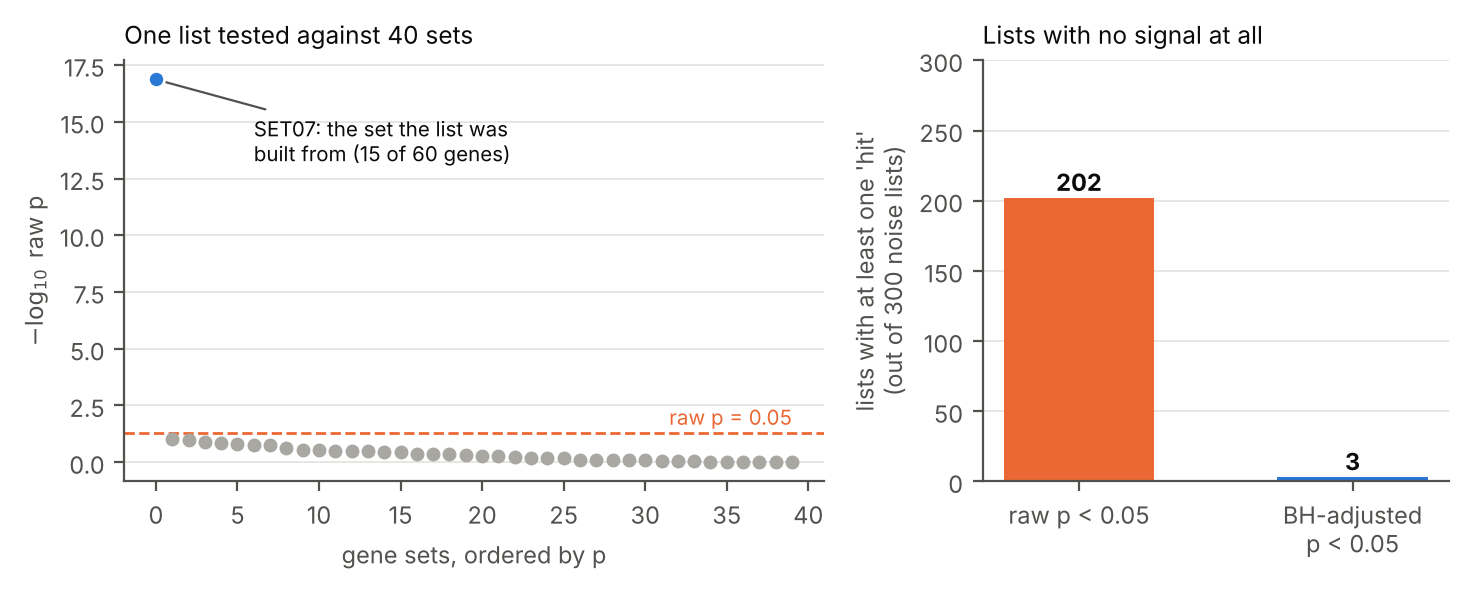 One list tested against 40 sets
17.5
15.0
12.5
10.0
7.5
5.0
2.5
0.0
−log₁₀ raw p
SET07: the set the list was
built from (15 of 60 genes)
raw p = 0.05
0 5 10 15 20 25 30 35 40
gene sets, ordered by p
Lists with no signal at all
300
250
200
150
100
50
0
lists with at least one 'hit'
(out of 300 noise lists)
202
3
raw p < 0.05
BH-adjusted
p < 0.05